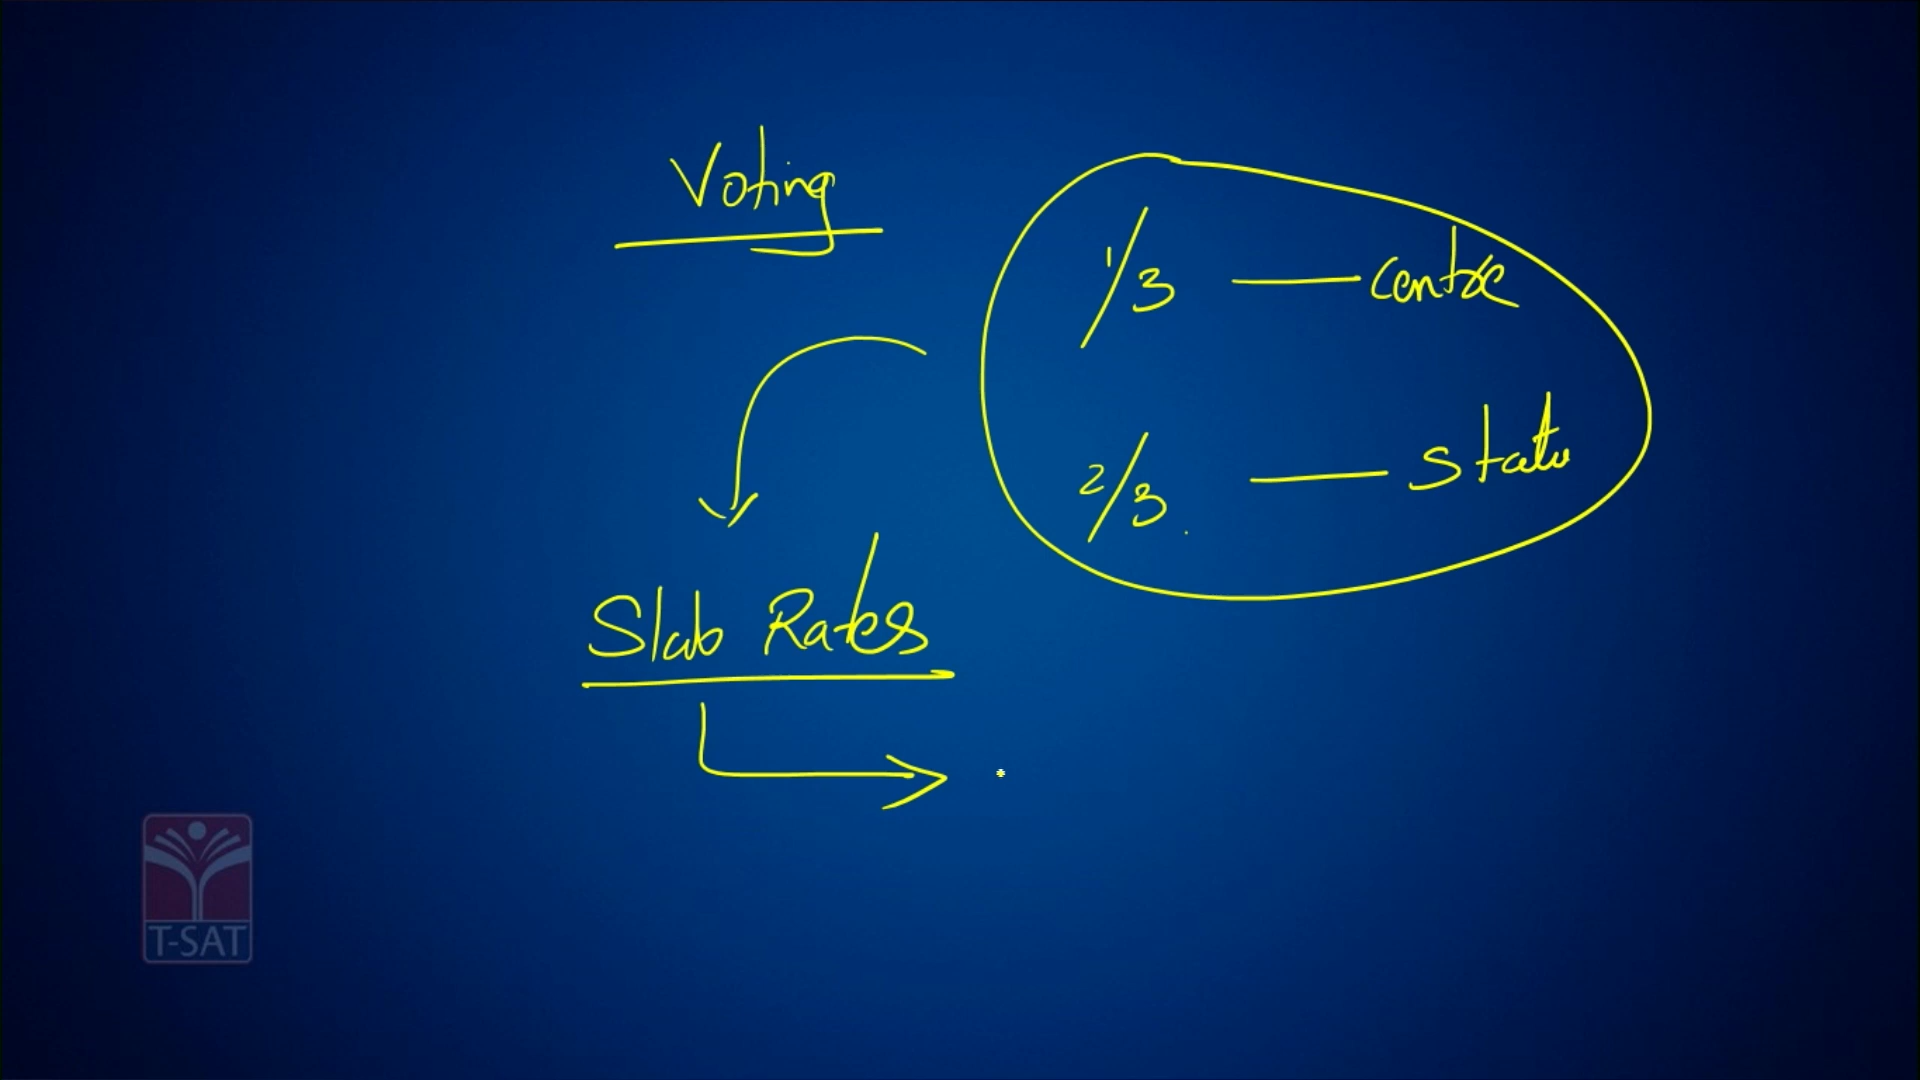 Voting
1/3 — centre
2/3 — state
Slab Rates
T-SAT